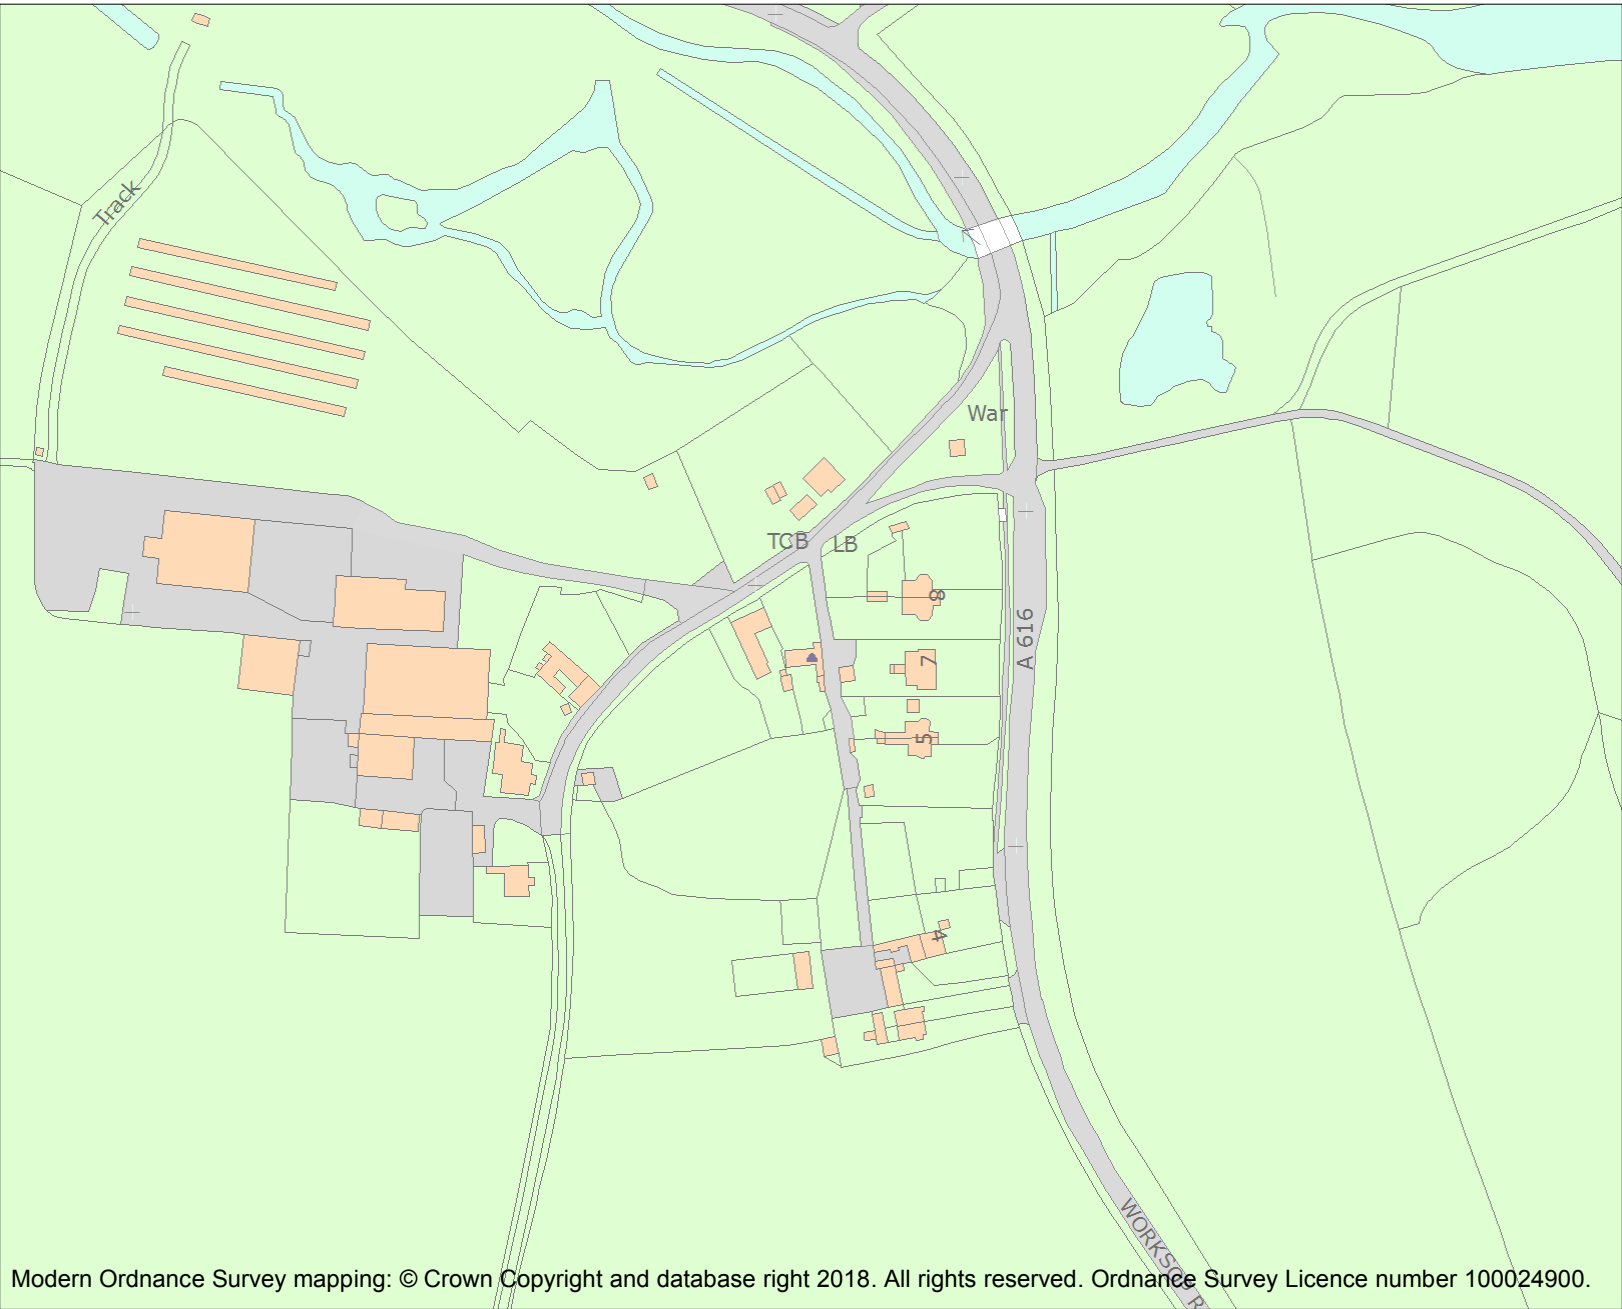 Track
War
TCB
LB
8
7
A 616
5
4
WORKSOP R
Modern Ordnance Survey mapping: © Crown Copyright and database right 2018. All rights reserved. Ordnance Survey Licence number 100024900.